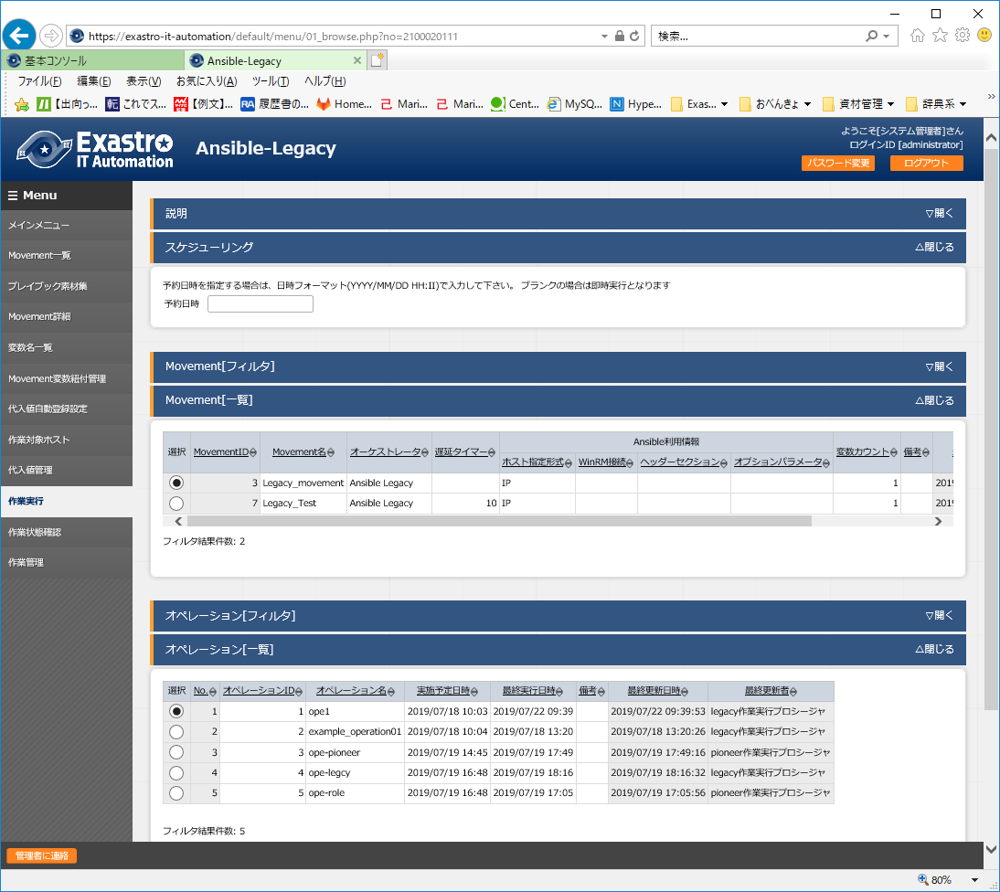 https://exastro-it-automation/default/menu/01_browse.php?no=2100020111
検索...
基本コンソール
Ansible-Legacy
ファイル(F) 編集(E) 表示(V) お気に入り(A) ツール(T) ヘルプ(H)
【出向っ... これでス... 【例文】... RA 履歴書の... Home... Mari... Mari... Cent... MySQ... N Hype... Exas... おべんきょ 資材管理 辞典系 »
Exastro
IT Automation
Ansible-Legacy
ようこそ[システム管理者]さん
ログインID [administrator]
パスワード変更 ログアウト
☰ Menu
メインメニュー
Movement一覧
プレイブック素材集
Movement詳細
変数名一覧
Movement変数紐付管理
代入値自動登録設定
作業対象ホスト
代入値管理
作業実行
作業状態確認
作業管理
説明 ▽開く
スケジューリング △閉じる
予約日時を指定する場合は、日時フォーマット(YYYY/MM/DD HH:II)で入力して下さい。 ブランクの場合は即時実行となります
予約日時
Movement[フィルタ] ▽開く
Movement[一覧] △閉じる
選択 MovementID Movement名 オーケストレータ 遅延タイマー Ansible利用情報 変数カウント 備考
ホスト指定形式 WinRM接続 ヘッダーセクション オプションパラメータ
3 Legacy_movement Ansible Legacy IP 1 2019
7 Legacy_Test Ansible Legacy 10 IP 1 2019
フィルタ結果件数: 2
オペレーション[フィルタ] ▽開く
オペレーション[一覧] △閉じる
選択 No. オペレーションID オペレーション名 実施予定日時 最終実行日時 備考 最終更新日時 最終更新者
1 1 ope1 2019/07/18 10:03 2019/07/22 09:39 2019/07/22 09:39:53 legacy作業実行プロシージャ
2 2 example_operation01 2019/07/18 10:04 2019/07/18 13:20 2019/07/18 13:20:26 legacy作業実行プロシージャ
3 3 ope-pioneer 2019/07/19 14:45 2019/07/19 17:49 2019/07/19 17:49:16 pioneer作業実行プロシージャ
4 4 ope-legcy 2019/07/19 16:48 2019/07/19 18:16 2019/07/19 18:16:32 legacy作業実行プロシージャ
5 5 ope-role 2019/07/19 16:48 2019/07/19 17:05 2019/07/19 17:05:56 pioneer作業実行プロシージャ
フィルタ結果件数: 5
管理者に連絡
80%